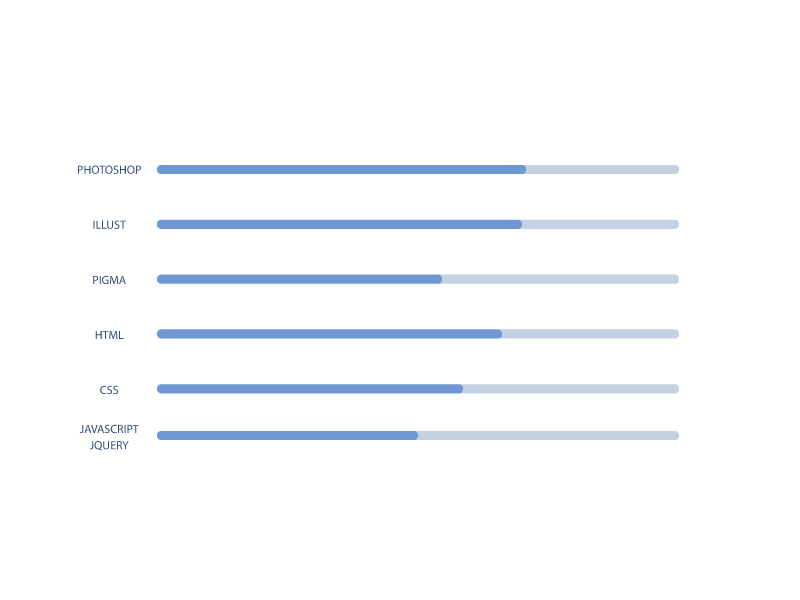 PHOTOSHOP
ILLUST
PIGMA
HTML
CSS
JAVASCRIPT
JQUERY